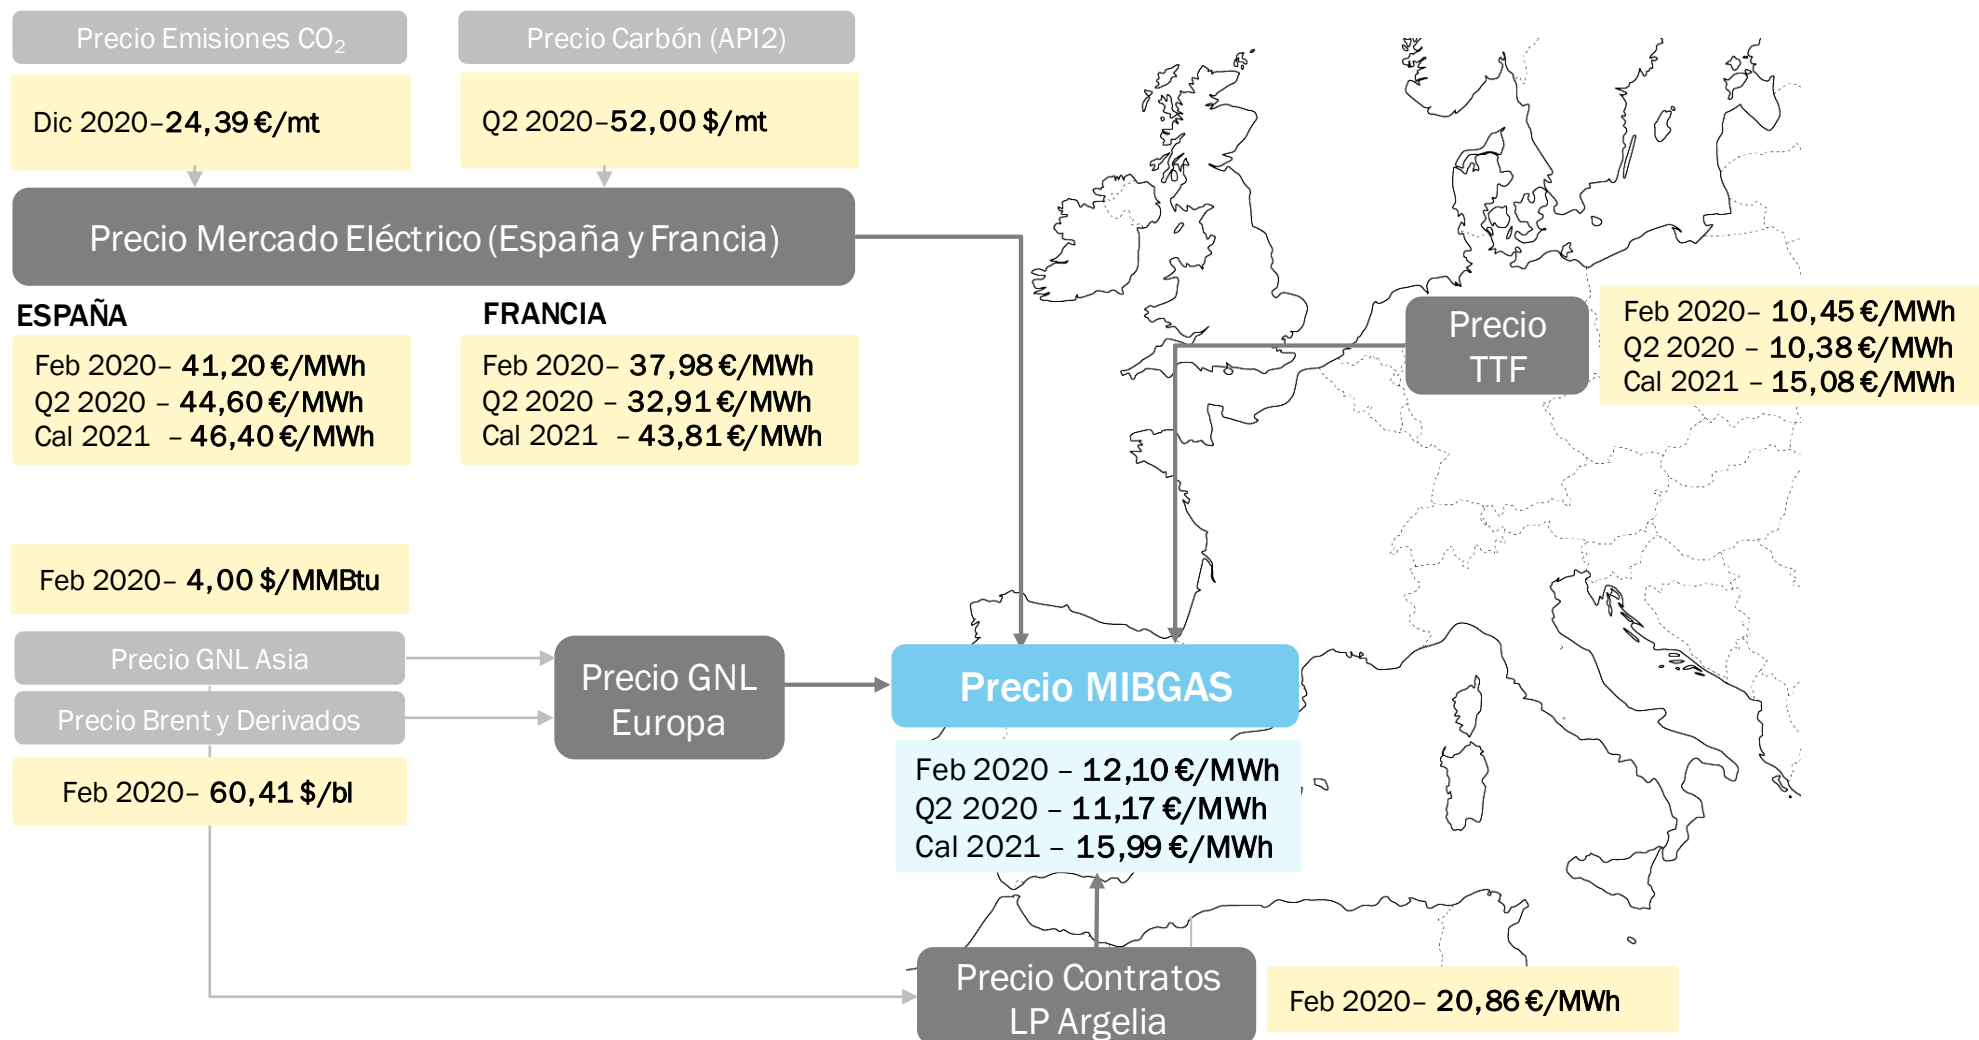 Precio Emisiones CO₂
Dic 2020–24,39 €/mt
Precio Carbón (API2)
Q2 2020–52,00 $/mt
Precio Mercado Eléctrico (España y Francia)
ESPAÑA
Feb 2020– 41,20 €/MWh
Q2 2020 – 44,60 €/MWh
Cal 2021 – 46,40 €/MWh
FRANCIA
Feb 2020– 37,98 €/MWh
Q2 2020 – 32,91 €/MWh
Cal 2021 – 43,81 €/MWh
Precio
TTF
Feb 2020– 10,45 €/MWh
Q2 2020 – 10,38 €/MWh
Cal 2021 – 15,08 €/MWh
Feb 2020– 4,00 $/MMBtu
Precio GNL Asia
Precio Brent y Derivados
Feb 2020– 60,41 $/bl
Precio GNL
Europa
Precio MIBGAS
Feb 2020 – 12,10 €/MWh
Q2 2020 – 11,17 €/MWh
Cal 2021 – 15,99 €/MWh
Precio Contratos
LP Argelia
Feb 2020– 20,86 €/MWh